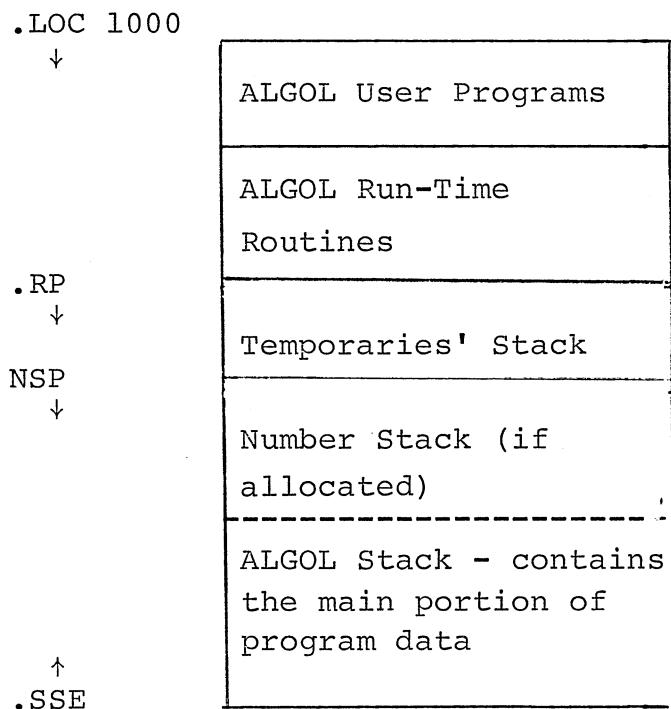 .LOC 1000
↓
ALGOL User Programs
ALGOL Run-Time
Routines
.RP
↓
Temporaries' Stack
NSP
↓
Number Stack (if
allocated)
ALGOL Stack - contains
the main portion of
program data
↑
.SSE